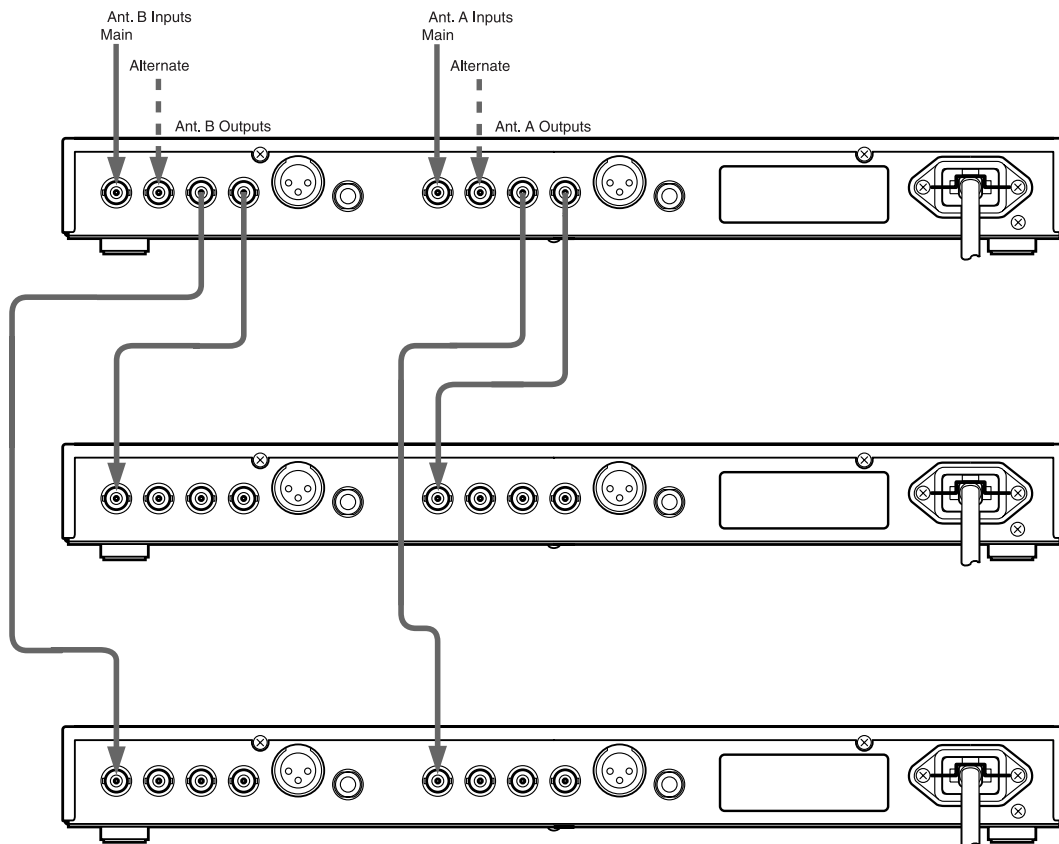 Ant. B Inputs
Main
Alternate
Ant. B Outputs
Ant. A Inputs
Main
Alternate
Ant. A Outputs